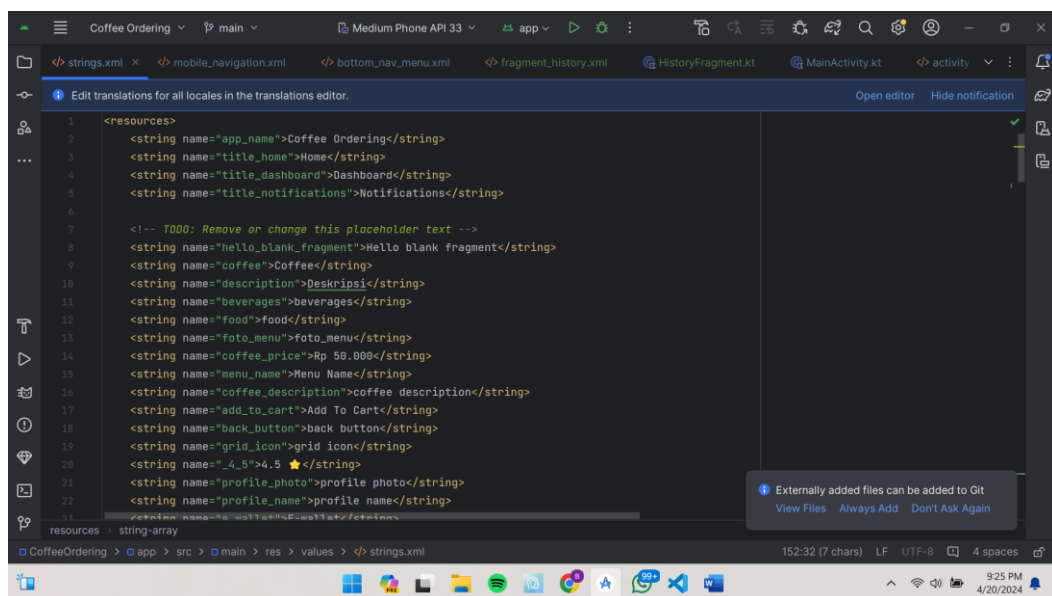 Coffee Ordering main Medium Phone API 33 app
strings.xml mobile_navigation.xml bottom_nav_menu.xml fragment_history.xml HistoryFragment.kt MainActivity.kt activity
Edit translations for all locales in the translations editor. Open editor Hide notification
1 <resources>
2 <string name="app_name">Coffee Ordering</string>
3 <string name="title_home">Home</string>
4 <string name="title_dashboard">Dashboard</string>
5 <string name="title_notifications">Notifications</string>
6
7 <!-- TODO: Remove or change this placeholder text -->
8 <string name="hello_blank_fragment">Hello blank fragment</string>
9 <string name="coffee">Coffee</string>
10 <string name="description">Deskripsi</string>
11 <string name="beverages">beverages</string>
12 <string name="food">food</string>
13 <string name="foto_menu">foto_menu</string>
14 <string name="coffee_price">Rp 50.000</string>
15 <string name="menu_name">Menu Name</string>
16 <string name="coffee_description">coffee description</string>
17 <string name="add_to_cart">Add To Cart</string>
18 <string name="back_button">back button</string>
19 <string name="grid_icon">grid icon</string>
20 <string name="_4_5">4.5 ⭐</string>
21 <string name="profile_photo">profile photo</string>
22 <string name="profile_name">profile name</string>
23 <string name="e_wallet">E-wallet</string>
Externally added files can be added to Git
View Files Always Add Don't Ask Again
resources › string-array
CoffeeOrdering > app > src > main > res > values > strings.xml 152:32 (7 chars) LF UTF-8 4 spaces
PRE 99+ 9:25 PM
4/20/2024